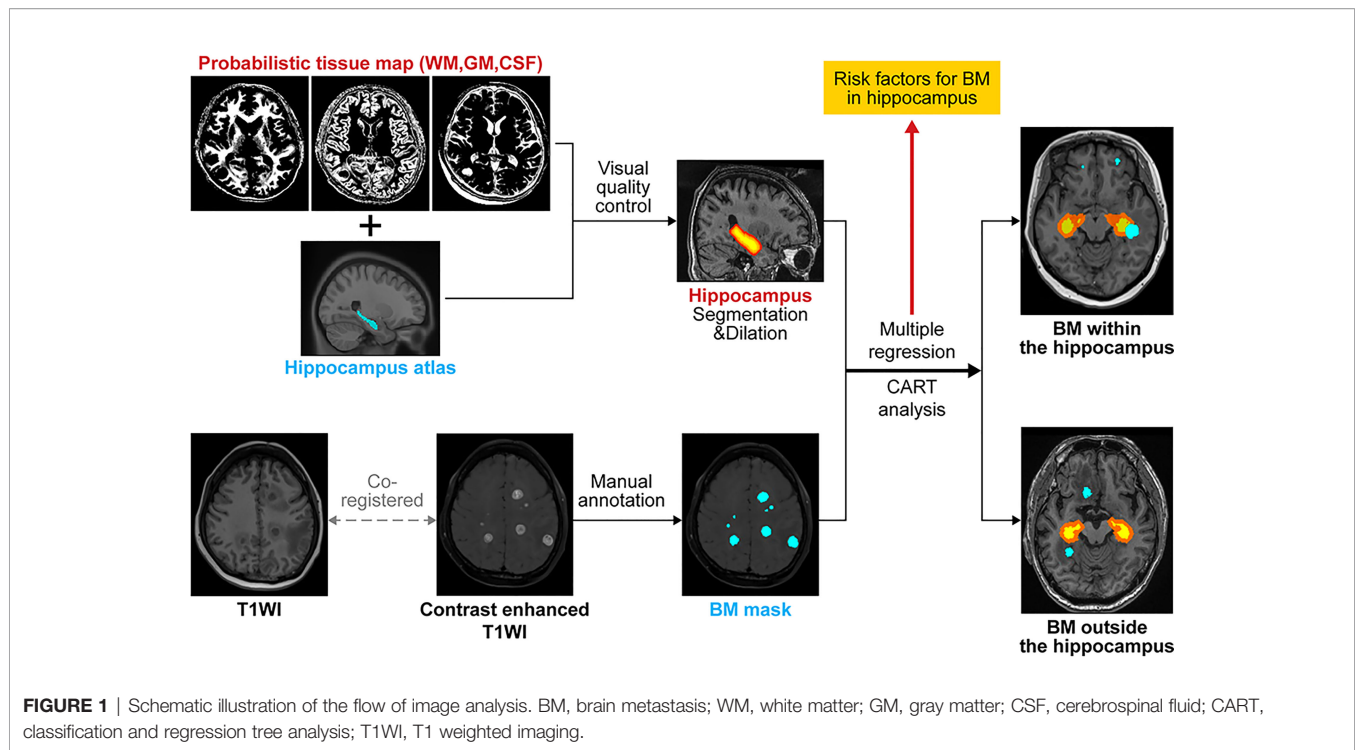 Probabilistic tissue map (WM,GM,CSF)
+
Hippocampus atlas
Visual
quality
control
Hippocampus
Segmentation
&Dilation
Risk factors for BM
in hippocampus
Multiple
regression
CART
analysis
BM within
the hippocampus
T1WI
Co-
registered
Contrast enhanced
T1WI
Manual
annotation
BM mask
BM outside
the hippocampus
FIGURE 1 | Schematic illustration of the flow of image analysis. BM, brain metastasis; WM, white matter; GM, gray matter; CSF, cerebrospinal fluid; CART,
classification and regression tree analysis; T1WI, T1 weighted imaging.